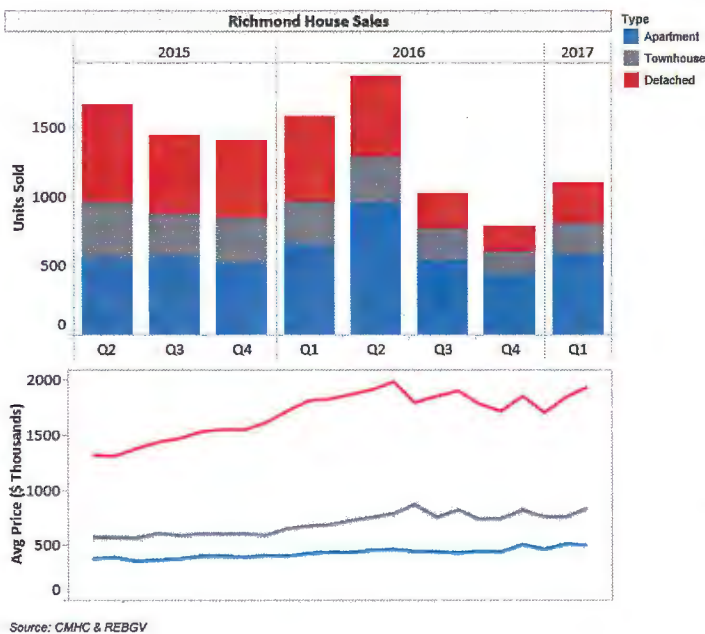 Richmond House Sales
Type
Apartment
Townhouse
Detached
2015 2016 2017
Units Sold
1500
1000
500
0
Q2 Q3 Q4 Q1 Q2 Q3 Q4 Q1
Avg Price ($ Thousands)
2000
1500
1000
500
0
Source: CMHC & REBGV